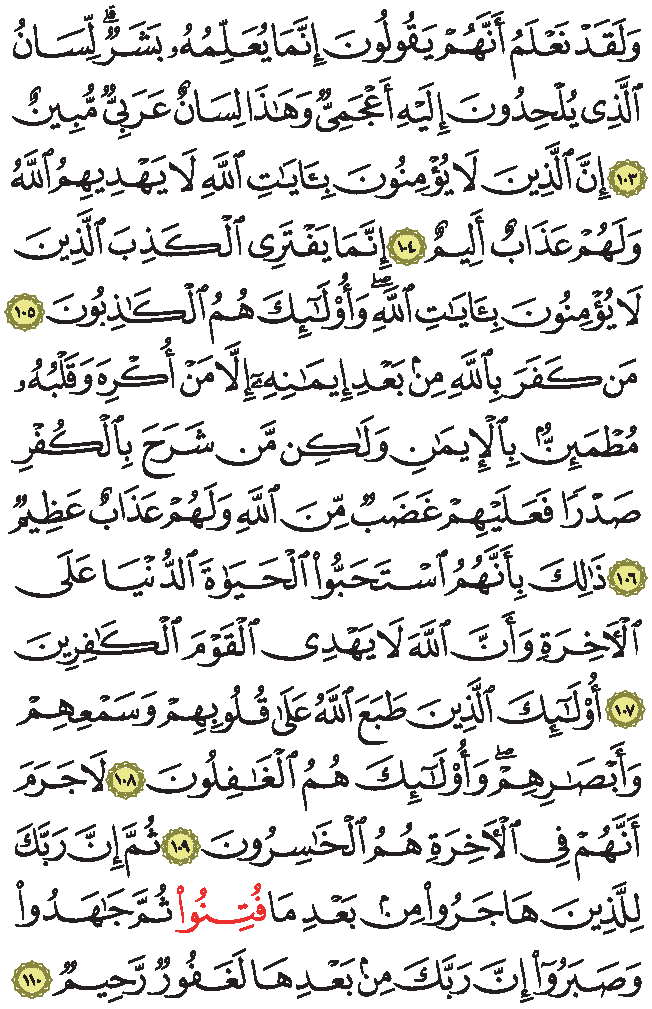 وَلَقَدْ نَعْلَمُ أَنَّهُمْ يَقُولُونَ إِنَّمَا يُعَلِّمُهُۥ بَشَرٌۗ لِّسَانُ
ٱلَّذِى يُلْحِدُونَ إِلَيْهِ أَعْجَمِىٌّ وَهَٰذَا لِسَانٌ عَرَبِىٌّ مُّبِينٌ
١٠٣ إِنَّ ٱلَّذِينَ لَا يُؤْمِنُونَ بِـَٔايَٰتِ ٱللَّهِ لَا يَهْدِيهِمُ ٱللَّهُ
وَلَهُمْ عَذَابٌ أَلِيمٌ ١٠٤ إِنَّمَا يَفْتَرِى ٱلْكَذِبَ ٱلَّذِينَ
لَا يُؤْمِنُونَ بِـَٔايَٰتِ ٱللَّهِۖ وَأُو۟لَٰٓئِكَ هُمُ ٱلْكَٰذِبُونَ ١٠٥
مَن كَفَرَ بِٱللَّهِ مِنۢ بَعْدِ إِيمَٰنِهِۦٓ إِلَّا مَنْ أُكْرِهَ وَقَلْبُهُۥ
مُطْمَئِنٌّۢ بِٱلْإِيمَٰنِ وَلَٰكِن مَّن شَرَحَ بِٱلْكُفْرِ
صَدْرًا فَعَلَيْهِمْ غَضَبٌ مِّنَ ٱللَّهِ وَلَهُمْ عَذَابٌ عَظِيمٌ
١٠٦ ذَٰلِكَ بِأَنَّهُمُ ٱسْتَحَبُّوا۟ ٱلْحَيَوٰةَ ٱلدُّنْيَا عَلَى
ٱلْـَٔاخِرَةِ وَأَنَّ ٱللَّهَ لَا يَهْدِى ٱلْقَوْمَ ٱلْكَٰفِرِينَ
١٠٧ أُو۟لَٰٓئِكَ ٱلَّذِينَ طَبَعَ ٱللَّهُ عَلَىٰ قُلُوبِهِمْ وَسَمْعِهِمْ
وَأَبْصَٰرِهِمْۖ وَأُو۟لَٰٓئِكَ هُمُ ٱلْغَٰفِلُونَ ١٠٨ لَا جَرَمَ
أَنَّهُمْ فِى ٱلْـَٔاخِرَةِ هُمُ ٱلْخَٰسِرُونَ ١٠٩ ثُمَّ إِنَّ رَبَّكَ
لِلَّذِينَ هَاجَرُوا۟ مِنۢ بَعْدِ مَا فُتِنُوا۟ ثُمَّ جَٰهَدُوا۟
وَصَبَرُوٓا۟ إِنَّ رَبَّكَ مِنۢ بَعْدِهَا لَغَفُورٌ رَّحِيمٌ ١١٠